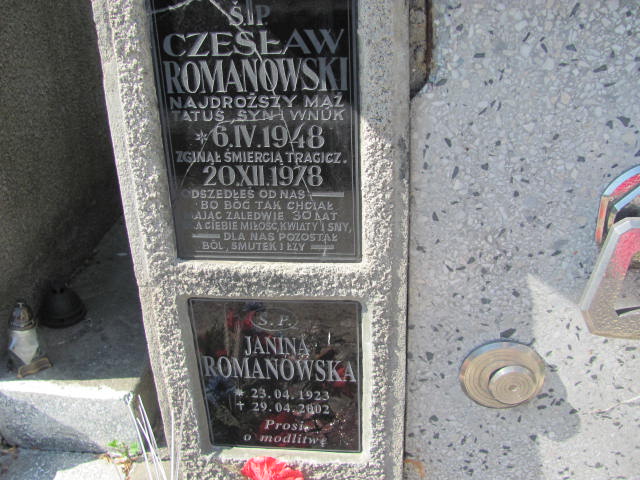 Ś.P.
CZESŁAW
ROMANOWSKI
NAJDROŻSZY MĄŻ
TATUŚ SYN I WNUK
* 6.IV.1948
ZGINĄŁ ŚMIERCIĄ TRAGICZ.
20.XII.1978
ODSZEDŁEŚ OD NAS
BO BÓG TAK CHCIAŁ
MAJĄC ZALEDWIE 30 LAT
CIEBIE MIŁOŚĆ, KWIATY I SNY,
DLA NAS POZOSTAŁ
BÓL, SMUTEK I ŁZY
Ś.P.
JANINA
ROMANOWSKA
* 23.04.1923
+ 29.04.2002
Prosi
o modlitwę